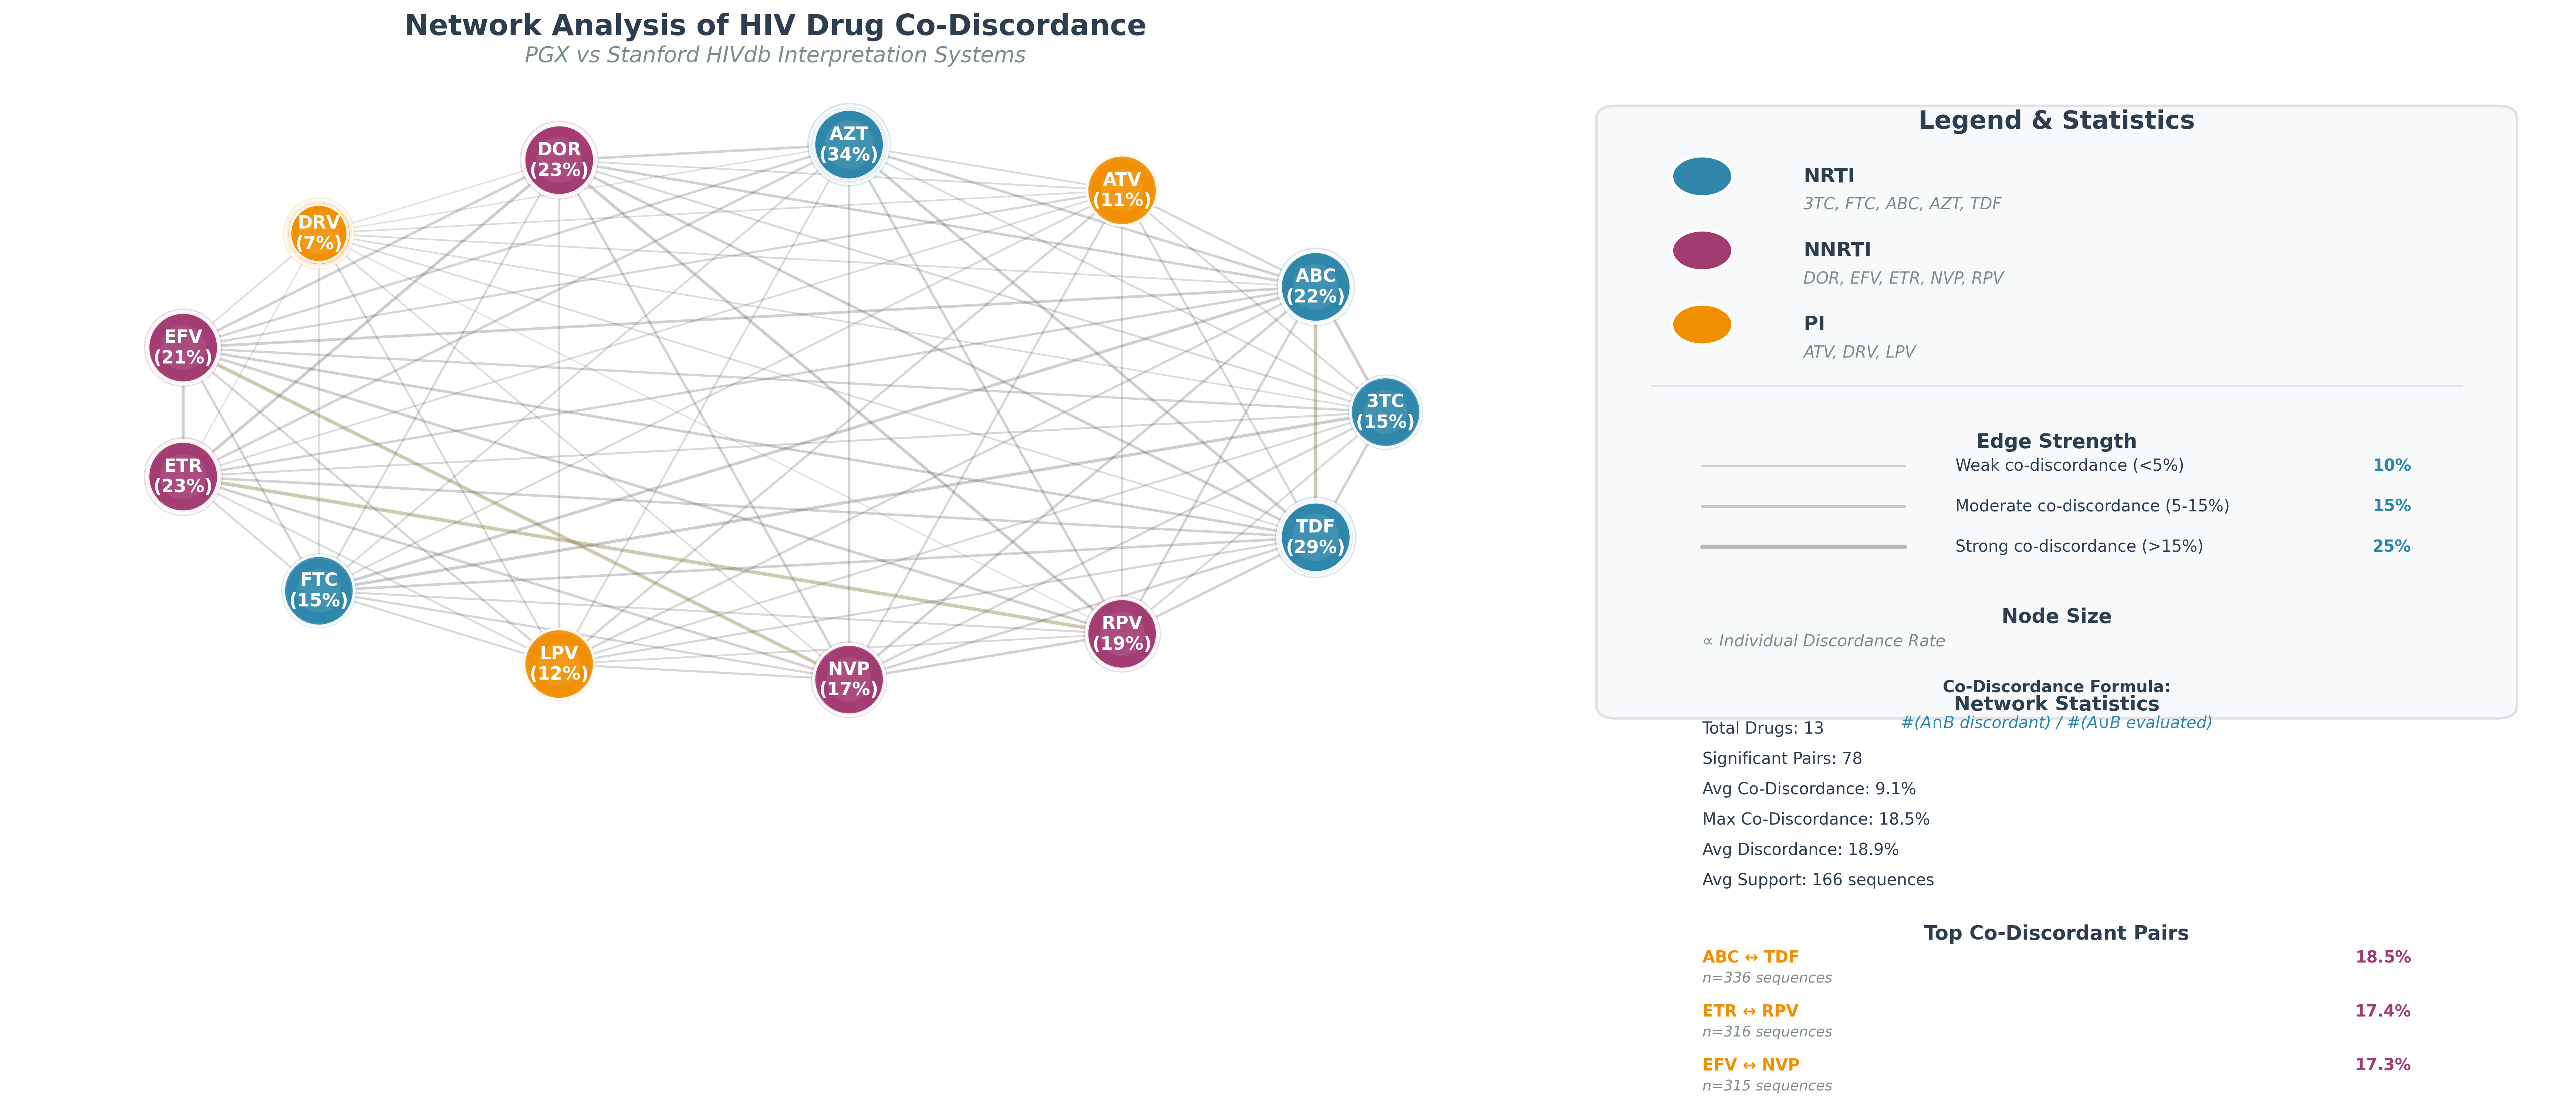 Network Analysis of HIV Drug Co-Discordance
PGX vs Stanford HIVdb Interpretation Systems
AZT
(34%)
DOR
(23%)
ATV
(11%)
DRV
(7%)
ABC
(22%)
EFV
(21%)
3TC
(15%)
ETR
(23%)
TDF
(29%)
FTC
(15%)
RPV
(19%)
LPV
(12%)
NVP
(17%)
Legend & Statistics
NRTI
3TC, FTC, ABC, AZT, TDF
NNRTI
DOR, EFV, ETR, NVP, RPV
PI
ATV, DRV, LPV
Edge Strength
Weak co-discordance (<5%) 10%
Moderate co-discordance (5-15%) 15%
Strong co-discordance (>15%) 25%
Node Size
∝ Individual Discordance Rate
Co-Discordance Formula:
Network Statistics
#(A∩B discordant) / #(A∪B evaluated)
Total Drugs: 13
Significant Pairs: 78
Avg Co-Discordance: 9.1%
Max Co-Discordance: 18.5%
Avg Discordance: 18.9%
Avg Support: 166 sequences
Top Co-Discordant Pairs
ABC ↔ TDF 18.5%
n=336 sequences
ETR ↔ RPV 17.4%
n=316 sequences
EFV ↔ NVP 17.3%
n=315 sequences